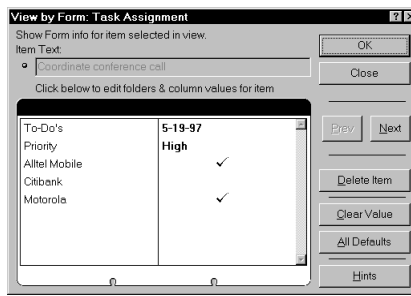 View by Form: Task Assignment
Show Form info for item selected in view.
Item Text:
Coordinate conference call
Click below to edit folders & column values for item
To-Do's 5-19-97
Priority High
Alltel Mobile ✓
Citibank
Motorola ✓
OK
Close
Prev Next
Delete Item
Clear Value
All Defaults
Hints